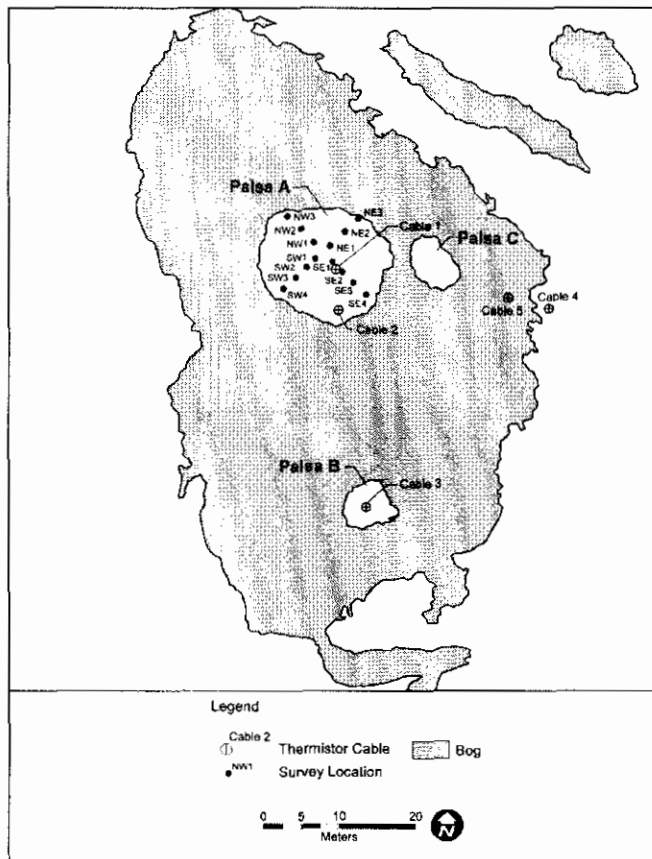 Palsa A
NW3
NE3
NW2
NE2
Cable 1
NW1
NE1
Palsa C
SW1
SW2
SE1
SE2
SW3
SE3
SW4
SE4
Cable 2
Cable 5
Cable 4
Palsa B
Cable 3
Legend
Cable 2
Thermistor Cable
Bog
NW1
Survey Location
0 5 10 20
Meters
N